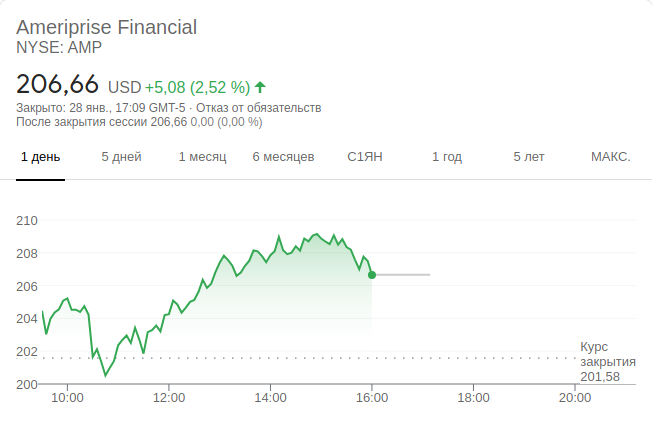 Ameriprise Financial
NYSE: AMP
206,66 USD +5,08 (2,52 %) ↑
Закрыто: 28 янв., 17:09 GMT-5 · Отказ от обязательств
После закрытия сессии 206,66 0,00 (0,00 %)
1 день 5 дней 1 месяц 6 месяцев С1ЯН 1 год 5 лет МАКС.
210
208
206
204
202
Курс
закрытия
201,58
200
10:00 12:00 14:00 16:00 18:00 20:00